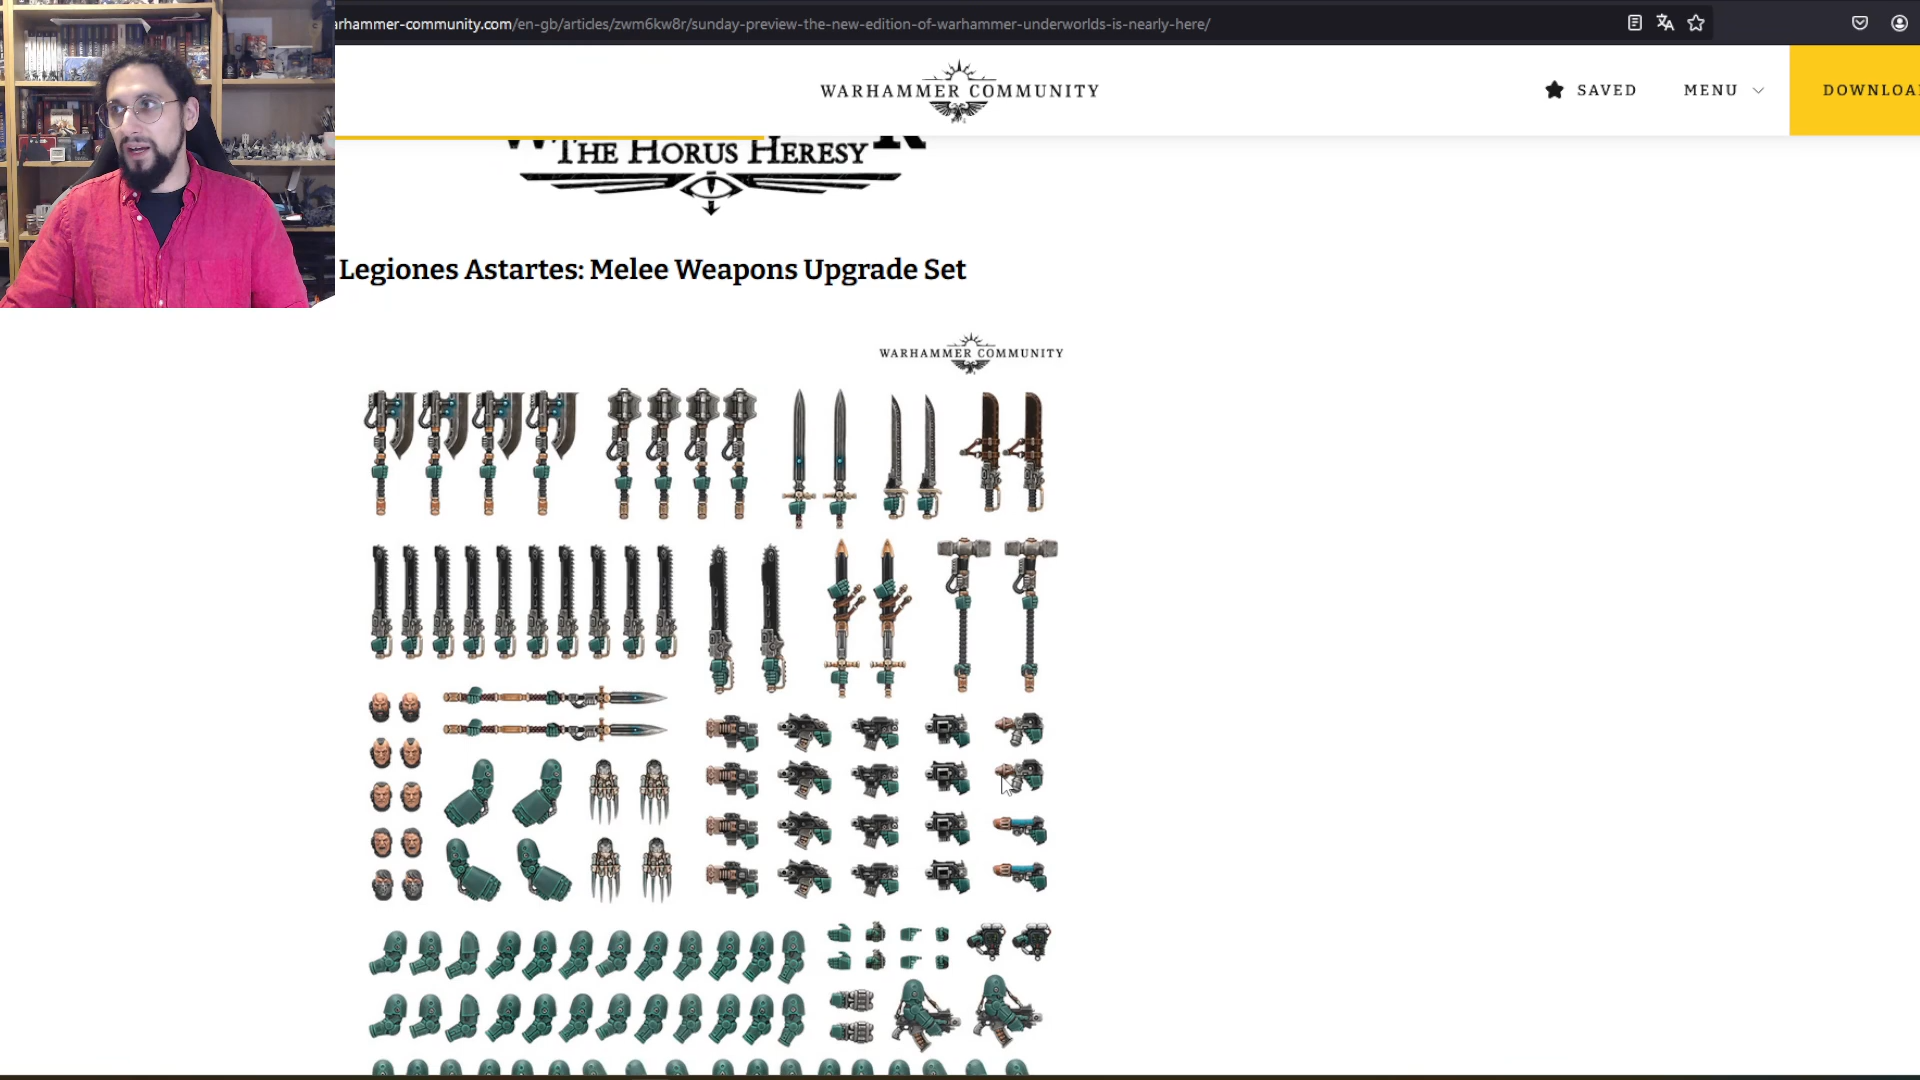 arhammer-community.com/en-gb/articles/zwm6kw8r/sunday-preview-the-new-edition-of-warhammer-underworlds-is-nearly-here/
WARHAMMER COMMUNITY
SAVED
MENU
DOWNLOA
THE HORUS HERESY
Legiones Astartes: Melee Weapons Upgrade Set
WARHAMMER COMMUNITY